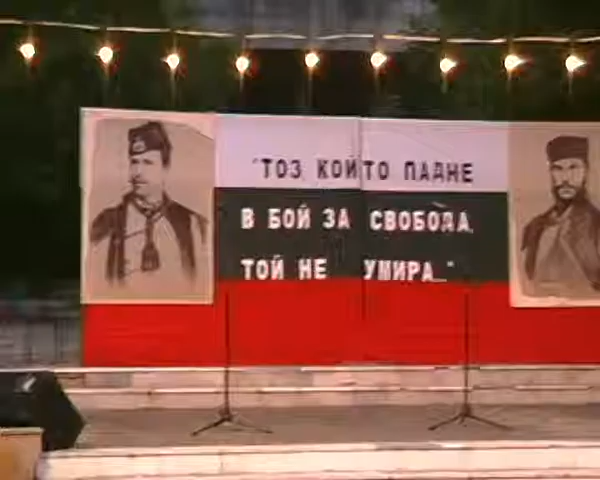 "ТОЗ КОЙТО ПАДНЕ
В БОЙ ЗА СВОБОДА,
ТОЙ НЕ УМИРА..."